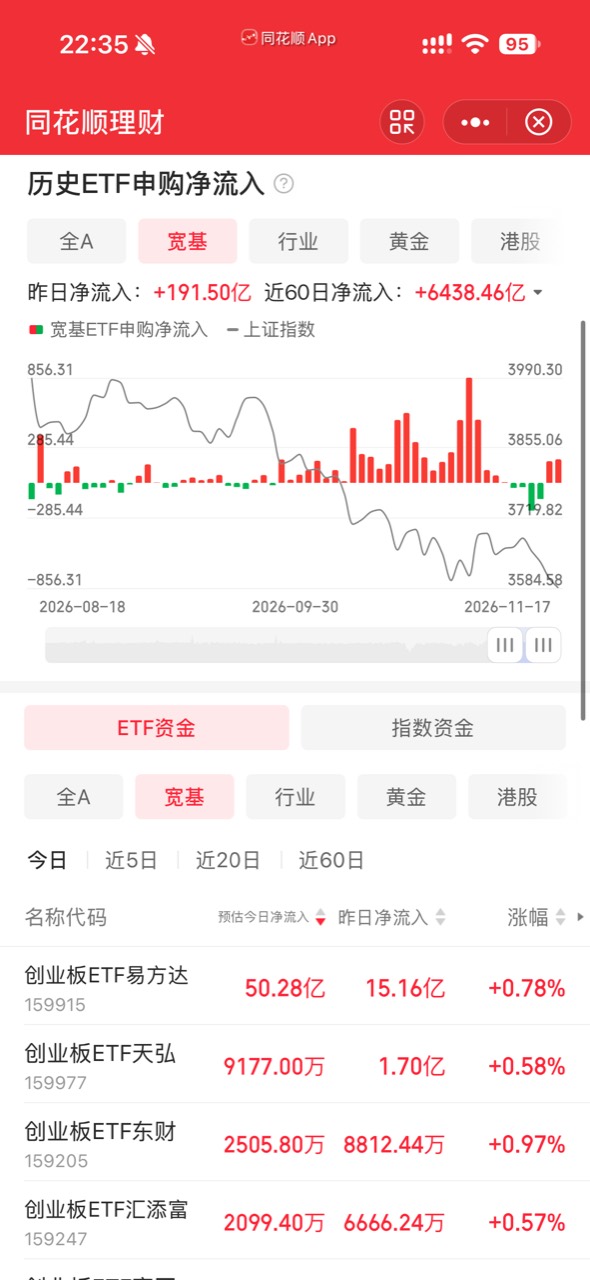 22:35
同花顺App
95
同花顺理财
历史ETF申购净流入 ?
全A 宽基 行业 黄金 港股
昨日净流入：+191.50亿 近60日净流入：+6438.46亿
宽基ETF申购净流入 上证指数
856.31 3990.30
285.44 3855.06
-285.44 3719.82
-856.31 3584.58
2026-08-18 2026-09-30 2026-11-17
ETF资金 指数资金
全A 宽基 行业 黄金 港股
今日 近5日 近20日 近60日
名称代码 预估今日净流入 昨日净流入 涨幅
创业板ETF易方达
159915 50.28亿 15.16亿 +0.78%
创业板ETF天弘
159977 9177.00万 1.70亿 +0.58%
创业板ETF东财
159205 2505.80万 8812.44万 +0.97%
创业板ETF汇添富
159247 2099.40万 6666.24万 +0.57%